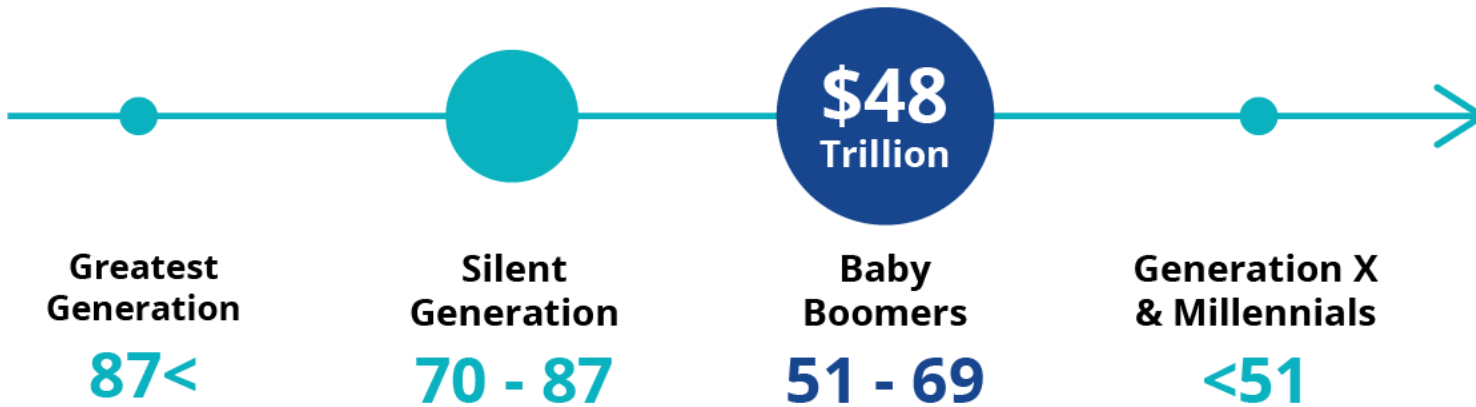 $48
Trillion
Greatest
Generation
87<
Silent
Generation
70 - 87
Baby
Boomers
51 - 69
Generation X
& Millennials
<51